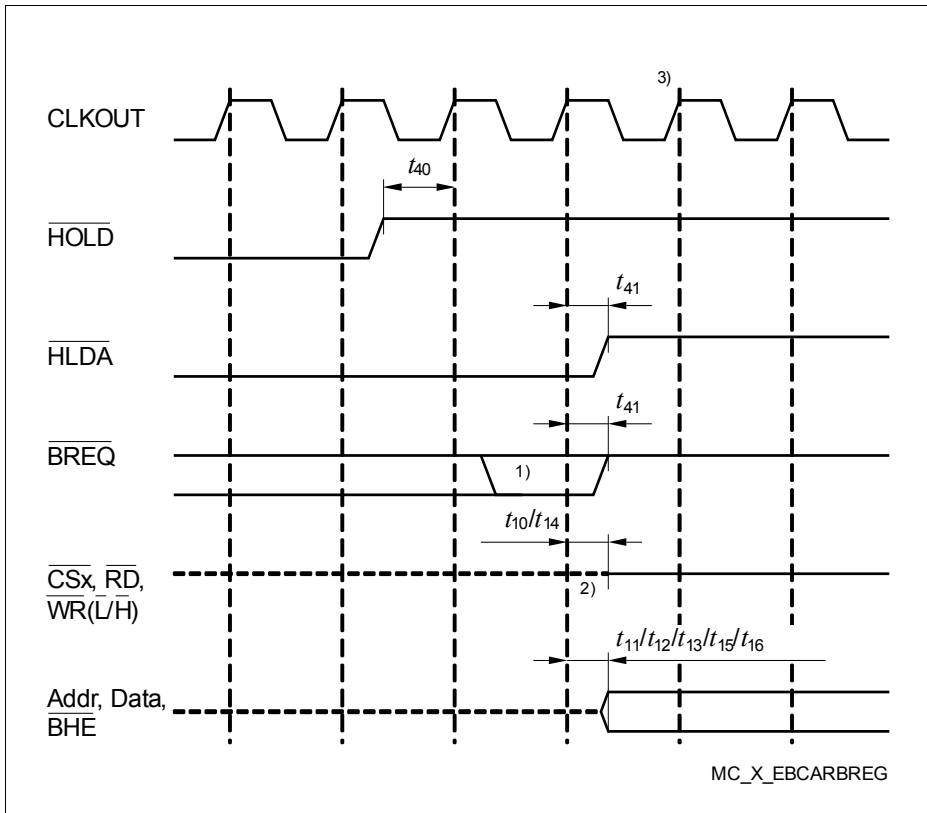 3)
CLKOUT
t40
HOLD
t41
HLDA
t41
BREQ
1)
t10/t14
CSx, RD,
WR(L/H)
2)
t11/t12/t13/t15/t16
Addr, Data,
BHE
MC_X_EBCARBREG